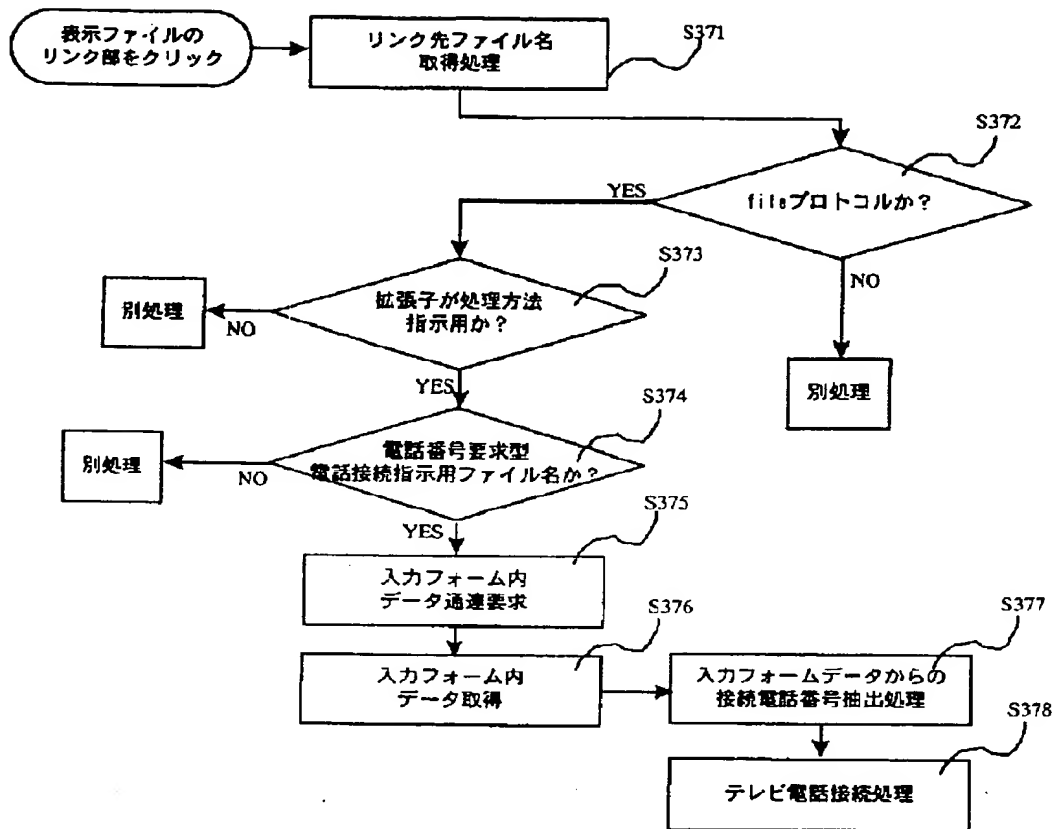 表示ファイルの
リンク部をクリック
リンク先ファイル名
取得処理
S371
S372
fileプロトコルか?
YES
NO
別処理
S373
拡張子が処理方法
指示用か?
NO
別処理
YES
S374
電話番号要求型
電話接続指示用ファイル名か?
NO
別処理
YES
S375
入力フォーム内
データ通達要求
S376
入力フォーム内
データ取得
S377
入力フォームデータからの
接続電話番号抽出処理
S378
テレビ電話接続処理